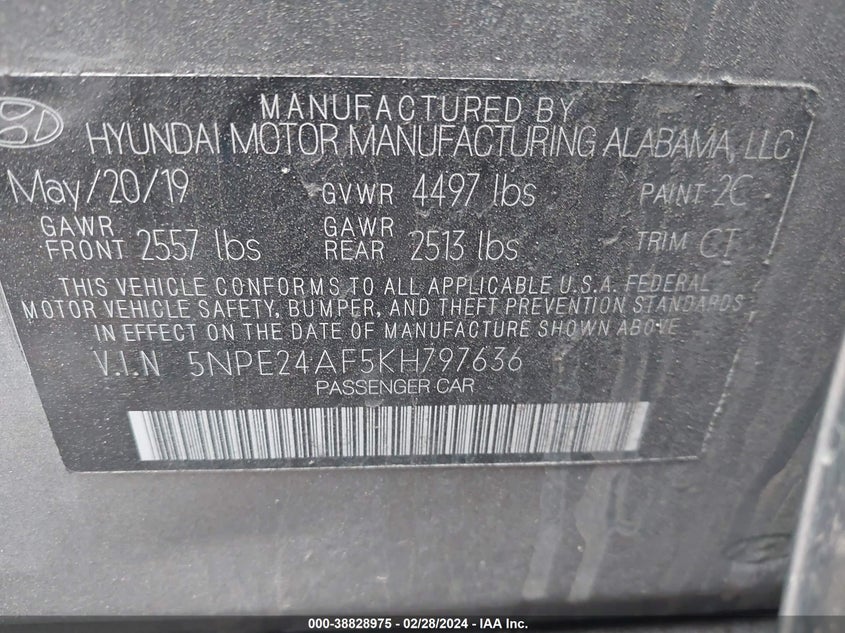 MANUFACTURED BY
HYUNDAI MOTOR MANUFACTURING ALABAMA, LLC
May/20/19 GVWR 4497 lbs PAINT 2C
GAWR FRONT 2557 lbs GAWR REAR 2513 lbs TRIM CT
THIS VEHICLE CONFORMS TO ALL APPLICABLE U.S.A. FEDERAL
MOTOR VEHICLE SAFETY, BUMPER, AND THEFT PREVENTION STANDARDS
IN EFFECT ON THE DATE OF MANUFACTURE SHOWN ABOVE.
V.I.N 5NPE24AF5KH797636
PASSENGER CAR
000-38828975 - 02/28/2024 - IAA Inc.